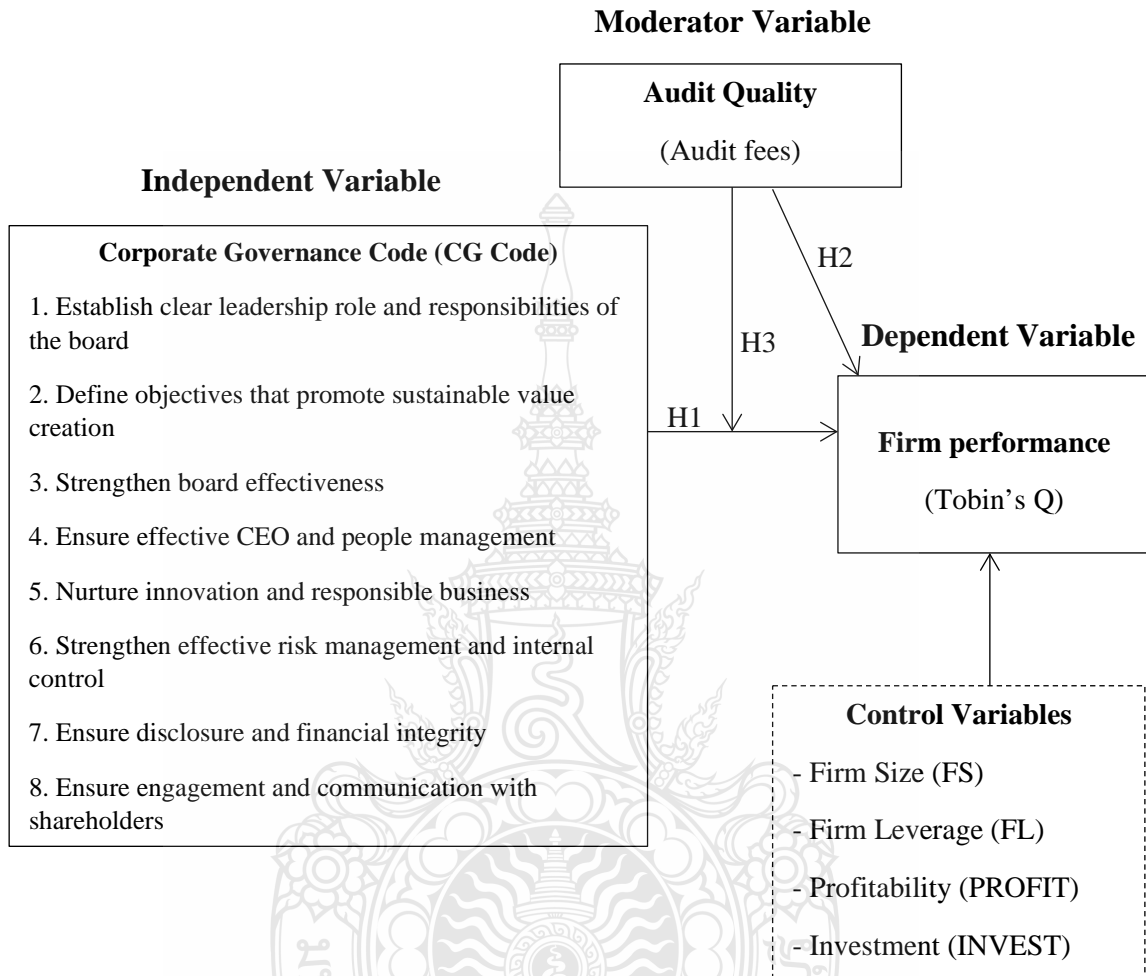 Moderator Variable
Audit Quality
(Audit fees)
Independent Variable
Corporate Governance Code (CG Code)
1. Establish clear leadership role and responsibilities of
the board
2. Define objectives that promote sustainable value
creation
3. Strengthen board effectiveness
4. Ensure effective CEO and people management
5. Nurture innovation and responsible business
6. Strengthen effective risk management and internal
control
7. Ensure disclosure and financial integrity
8. Ensure engagement and communication with
shareholders
H1
H2
H3
Dependent Variable
Firm performance
(Tobin’s Q)
Control Variables
- Firm Size (FS)
- Firm Leverage (FL)
- Profitability (PROFIT)
- Investment (INVEST)